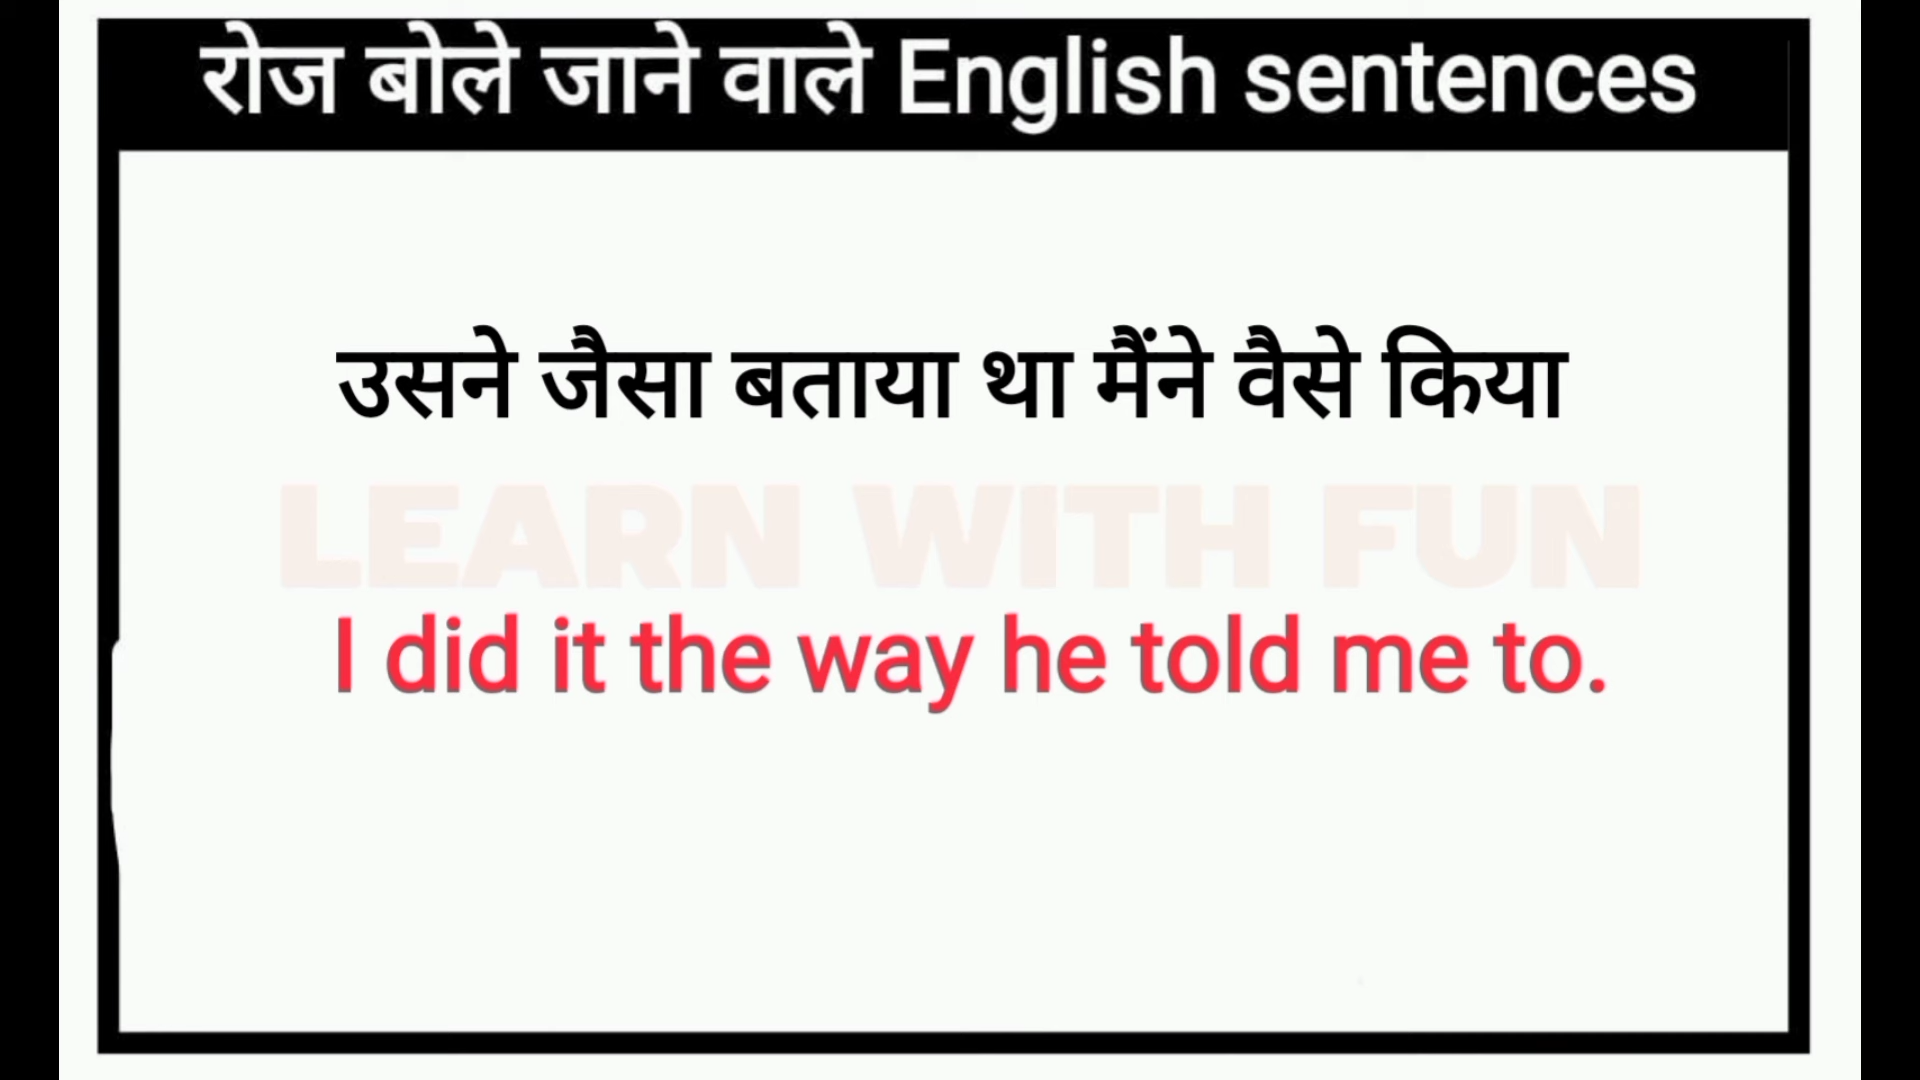 रोज बोले जाने वाले English sentences
उसने जैसा बताया था मैंने वैसे किया
LEARN WITH FUN
I did it the way he told me to.